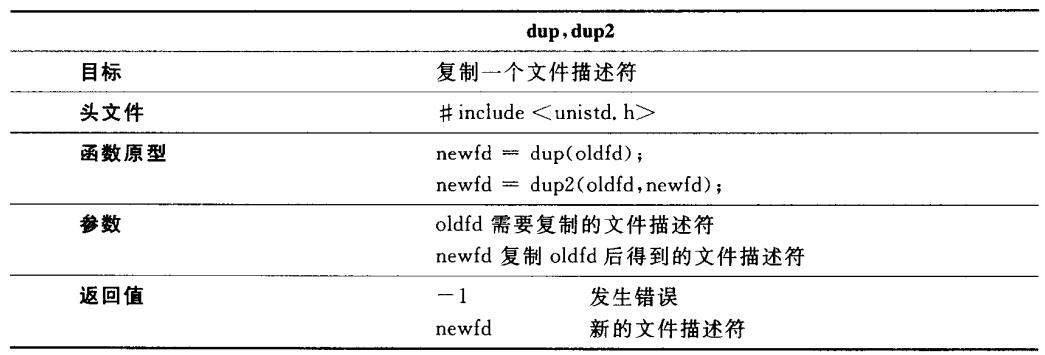 dup,dup2
目标 复制一个文件描述符
头文件 #include <unistd.h>
函数原型 newfd = dup(oldfd);
newfd = dup2(oldfd,newfd);
参数 oldfd 需要复制的文件描述符
newfd 复制 oldfd 后得到的文件描述符
返回值 -1 发生错误
newfd 新的文件描述符